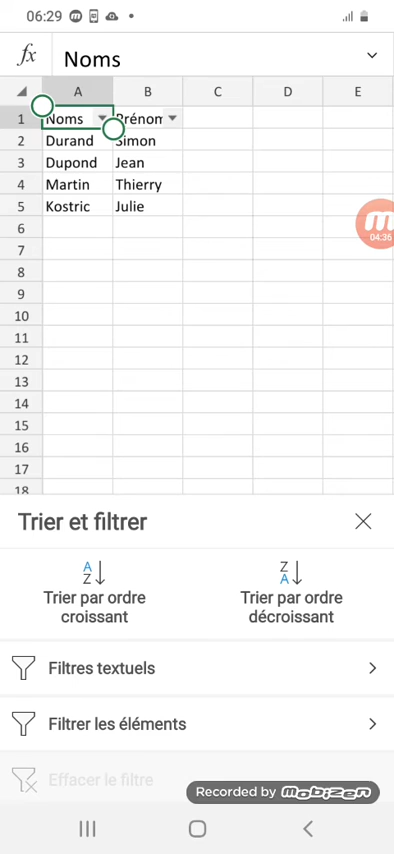 06:29
fx Noms
A B C D E
1 Noms Prénom
2 Durand Simon
3 Dupond Jean
4 Martin Thierry
5 Kostric Julie
6
7
8
9
10
11
12
13
14
15
16
17
18
04:36
Trier et filtrer
A Z Z A
Trier par ordre croissant
Trier par ordre décroissant
Filtres textuels
Filtrer les éléments
Effacer le filtre
Recorded by mobizen